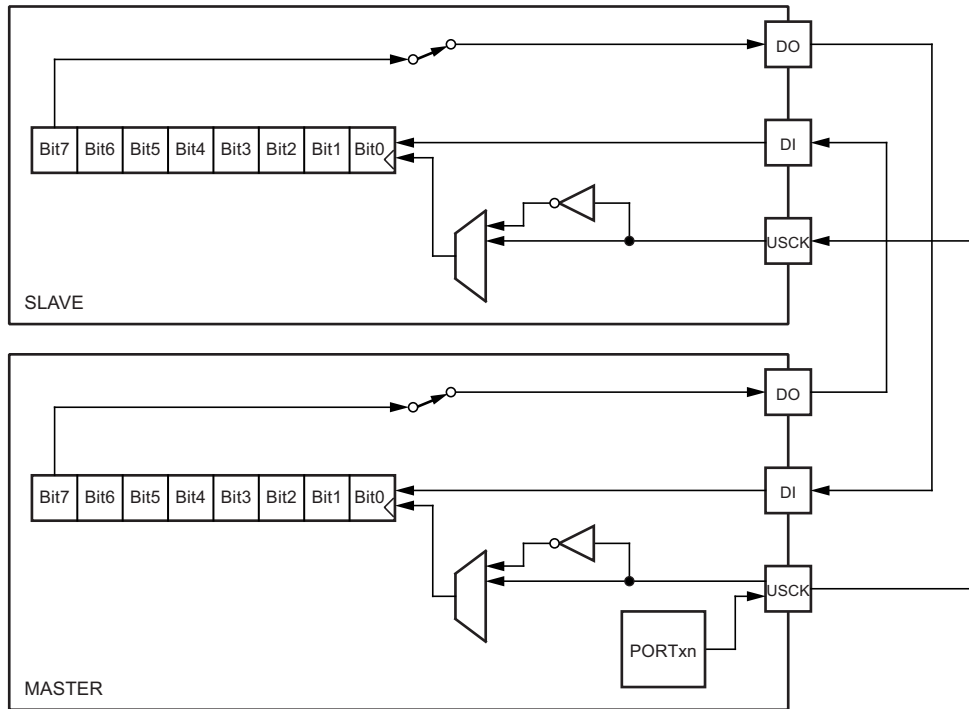 DO
Bit7 Bit6 Bit5 Bit4 Bit3 Bit2 Bit1 Bit0
DI
USCK
SLAVE
DO
Bit7 Bit6 Bit5 Bit4 Bit3 Bit2 Bit1 Bit0
DI
USCK
PORTxn
MASTER